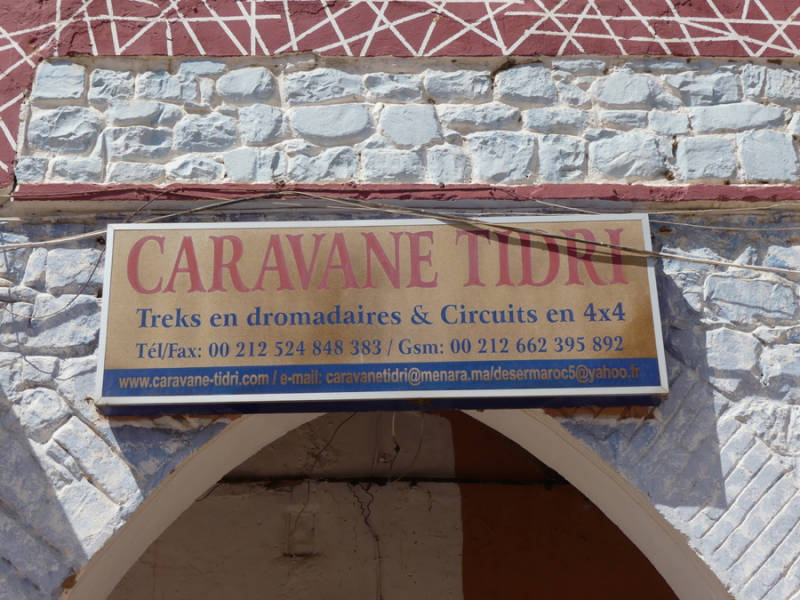 CARAVANE TIDRI
Treks en dromadaires & Circuits en 4x4
Tél/Fax: 00 212 524 848 383 / Gsm: 00 212 662 395 892
www.caravane-tidri.com / e-mail: caravanetidri@menara.ma/desermaroc5@yahoo.fr